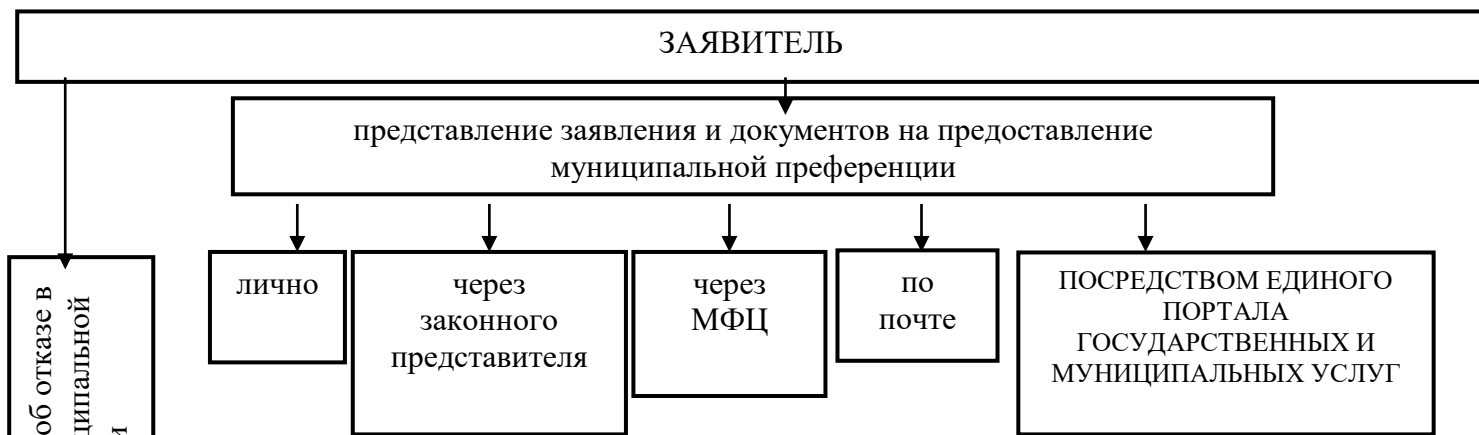 ЗАЯВИТЕЛЬ
представление заявления и документов на предоставление
муниципальной преференции
лично
через
законного
представителя
через
МФЦ
по
почте
ПОСРЕДСТВОМ ЕДИНОГО
ПОРТАЛА
ГОСУДАРСТВЕННЫХ И
МУНИЦИПАЛЬНЫХ УСЛУГ
об отказе в